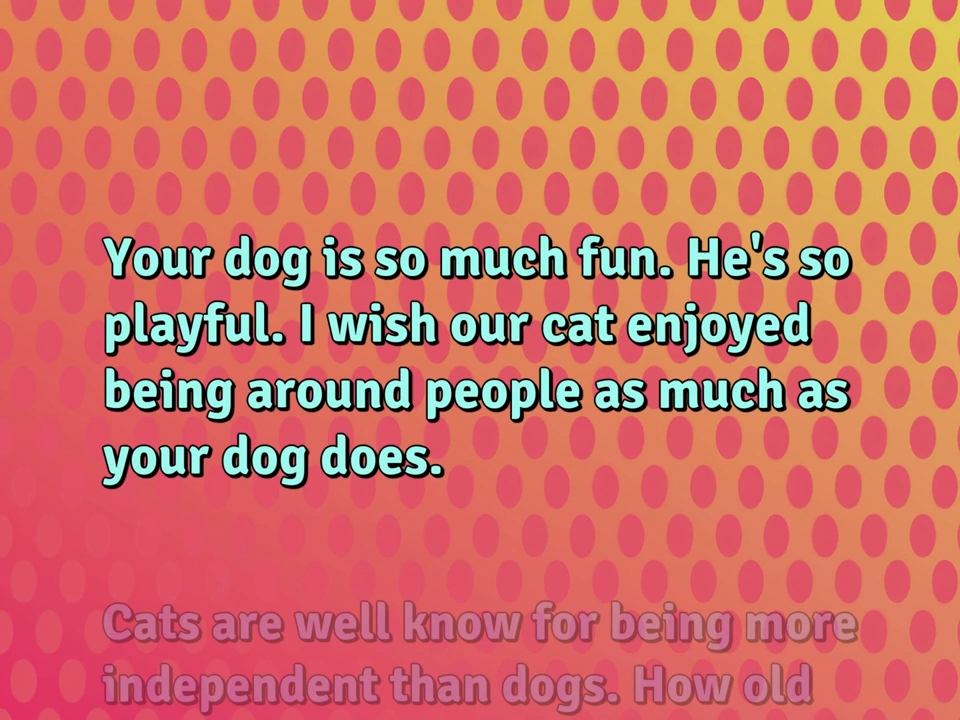 Your dog is so much fun. He's so
playful. I wish our cat enjoyed
being around people as much as
your dog does.
Cats are well know for being more
independent than dogs. How old